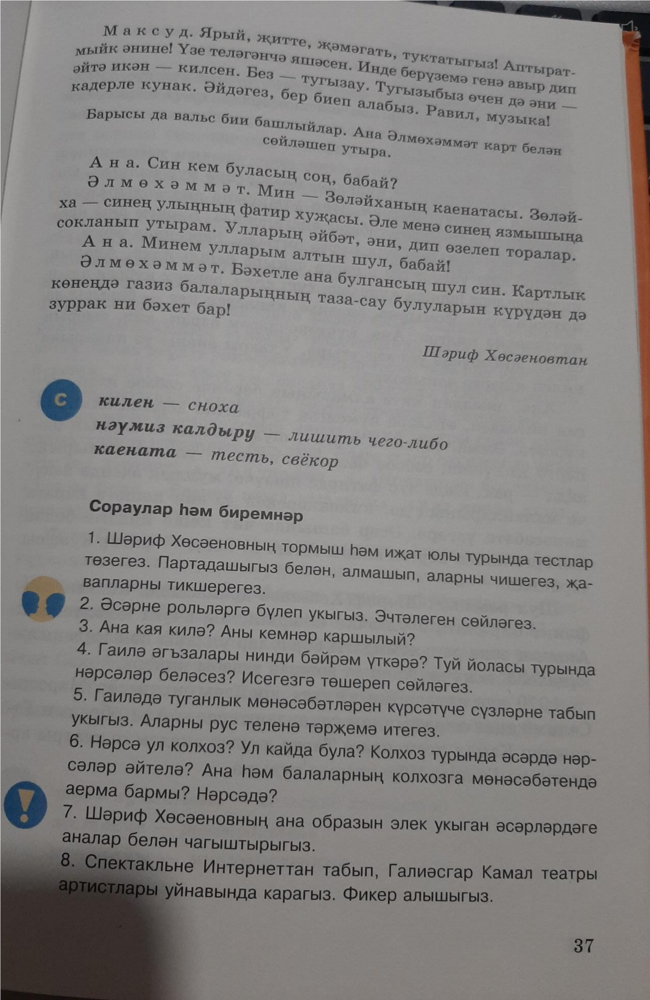 М а к с у д. Ярый, җитте, җәмәгать, туктатыгыз! Аптырат-
мыйк әнине! Үзе теләгәнчә яшәсен. Инде берүземә генә авыр дип
әйтә икән — килсен. Без — тугызау. Тугызыбыз өчен дә әни —
кадерле кунак. Әйдәгез, бер биеп алабыз. Равил, музыка!
Барысы да вальс бии башлыйлар. Ана Әлмөхәммәт карт белән
сөйләшеп утыра.
А н а. Син кем буласың соң, бабай?
Ә л м ө х ә м м ә т. Мин — Зөләйханың каенатасы. Зөләй-
ха — синең улыңның фатир хуҗасы. Әле менә синең язмышыңа
сокланып утырам. Улларың әйбәт, әни, дип өзелеп торалар.
А н а. Минем улларым алтын шул, бабай!
Ә л м ө х ә м м ә т. Бәхетле ана булгансың шул син. Картлык
көнеңдә газиз балаларыңның таза-сау булуларын күрүдән дә
зуррак ни бәхет бар!
Шәриф Хөсәеновтан
С
килен — сноха
нәүмиз калдыру — лишить чего-либо
каената — тесть, свёкор
Сораулар һәм биремнәр
1. Шәриф Хөсәеновның тормыш һәм иҗат юлы турында тестлар
төзегез. Партадашыгыз белән, алмашып, аларны чишегез, җа-
вапларны тикшерегез.
2. Әсәрне рольләргә бүлеп укыгыз. Эчтәлеген сөйләгез.
3. Ана кая килә? Аны кемнәр каршылый?
4. Гаилә әгъзалары нинди бәйрәм үткәрә? Туй йоласы турында
нәрсәләр беләсез? Исегезгә төшереп сөйләгез.
5. Гаиләдә туганлык мөнәсәбәтләрен күрсәтүче сүзләрне табып
укыгыз. Аларны рус теленә тәрҗемә итегез.
6. Нәрсә ул колхоз? Ул кайда була? Колхоз турында әсәрдә нәр-
сәләр әйтелә? Ана һәм балаларның колхозга мөнәсәбәтендә
аерма бармы? Нәрсәдә?
7. Шәриф Хөсәеновның ана образын элек укыган әсәрләрдәге
аналар белән чагыштырыгыз.
8. Спектакльне Интернеттан табып, Галиәсгар Камал театры
артистлары уйнавында карагыз. Фикер алышыгыз.
37